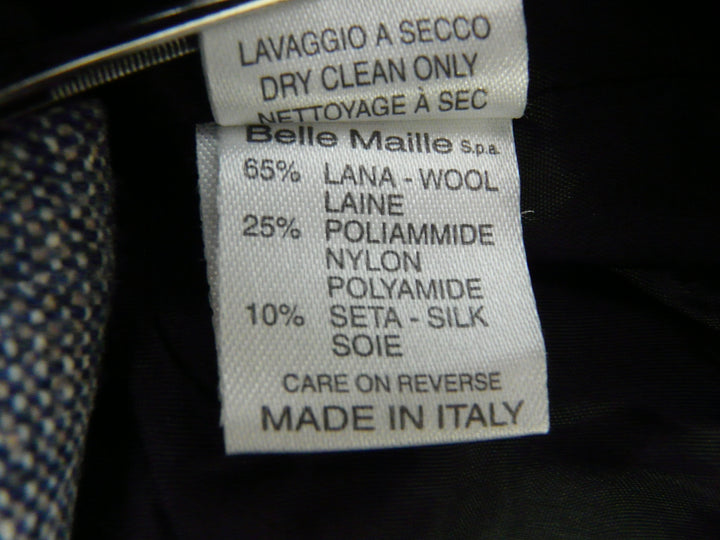 LAVAGGIO A SECCO
DRY CLEAN ONLY
NETTOYAGE À SEC
Belle Maille S.p.a.
65% LANA - WOOL
LAINE
25% POLIAMMIDE
NYLON
POLYAMIDE
10% SETA - SILK
SOIE
CARE ON REVERSE
MADE IN ITALY